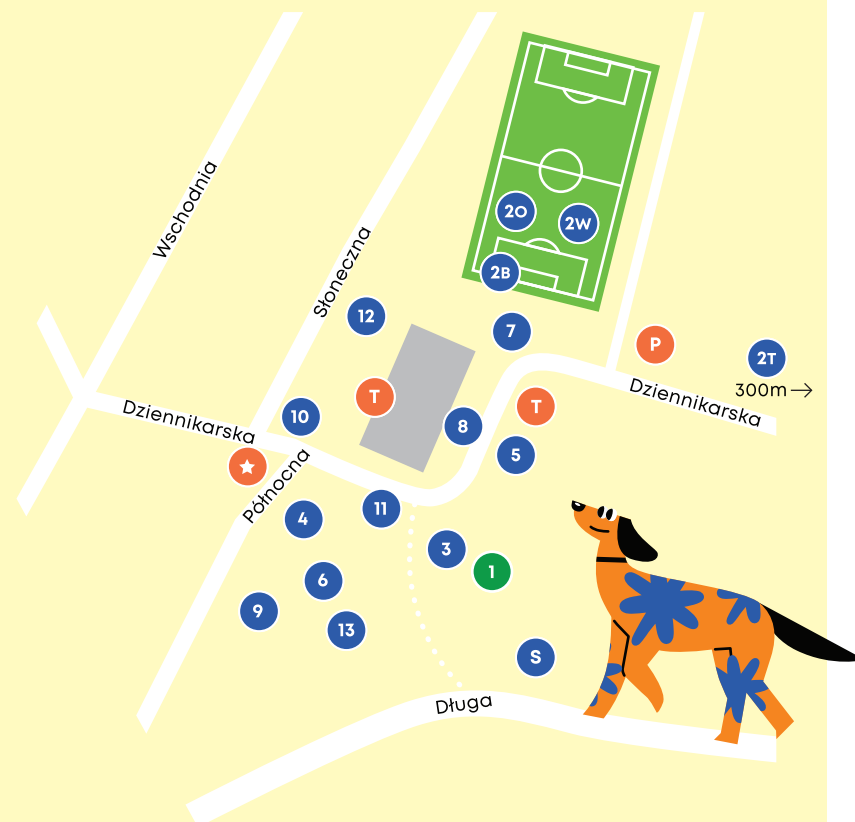 Wschodnia
Słoneczna
2O
2W
2B
12
7
P
2T
300m→
Dziennikarska
T
T
10
8
Dziennikarska
5
Północna
11
4
3
1
6
9
13
S
Długa